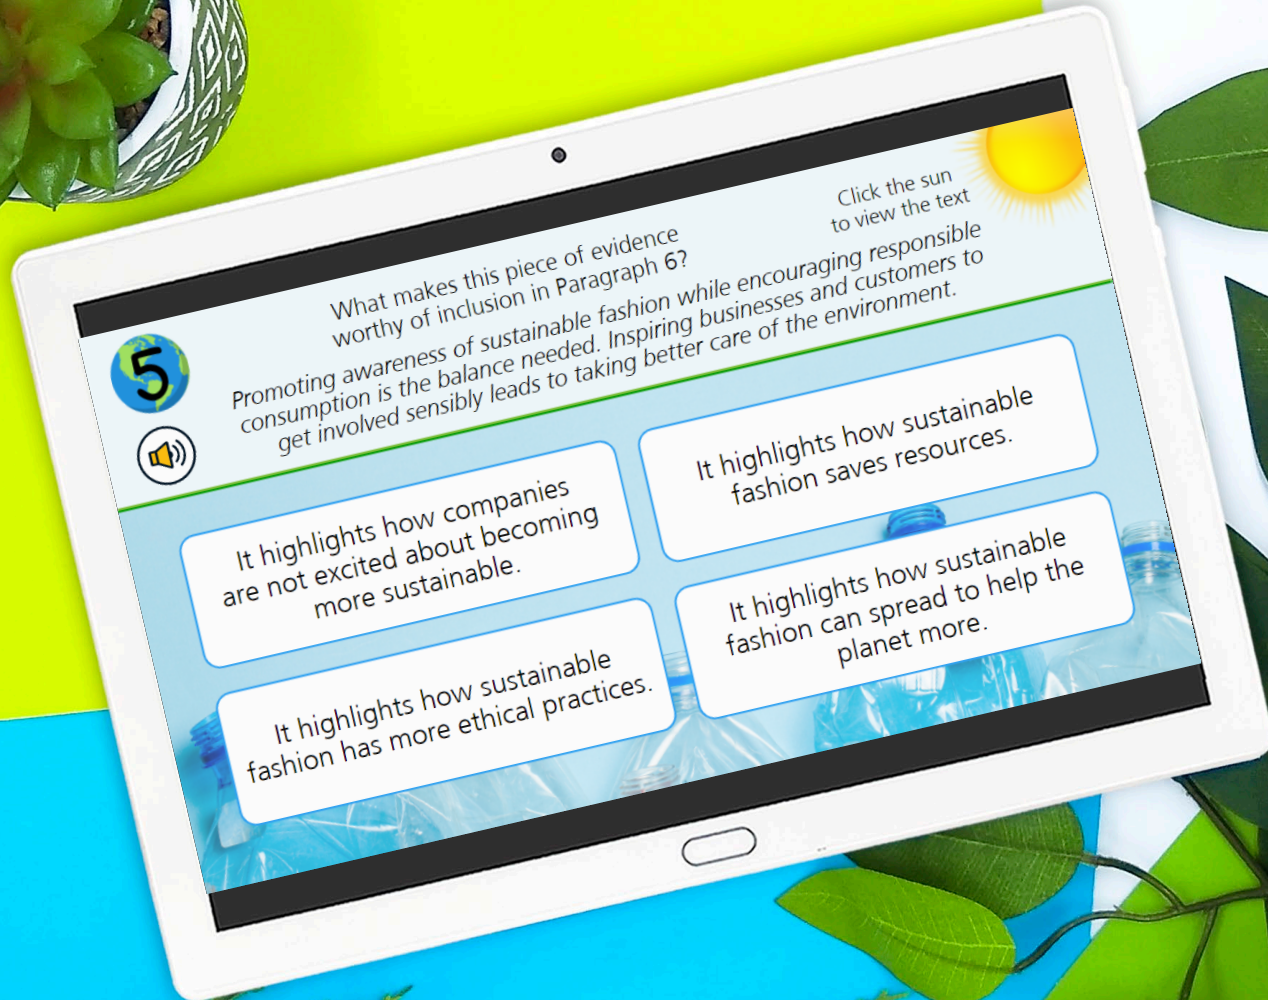 Click the sun
to view the text
What makes this piece of evidence
worthy of inclusion in Paragraph 6?
Promoting awareness of sustainable fashion while encouraging responsible
consumption is the balance needed. Inspiring businesses and customers to
get involved sensibly leads to taking better care of the environment.
5
It highlights how companies
are not excited about becoming
more sustainable.
It highlights how sustainable
fashion saves resources.
It highlights how sustainable
fashion has more ethical practices.
It highlights how sustainable
fashion can spread to help the
planet more.